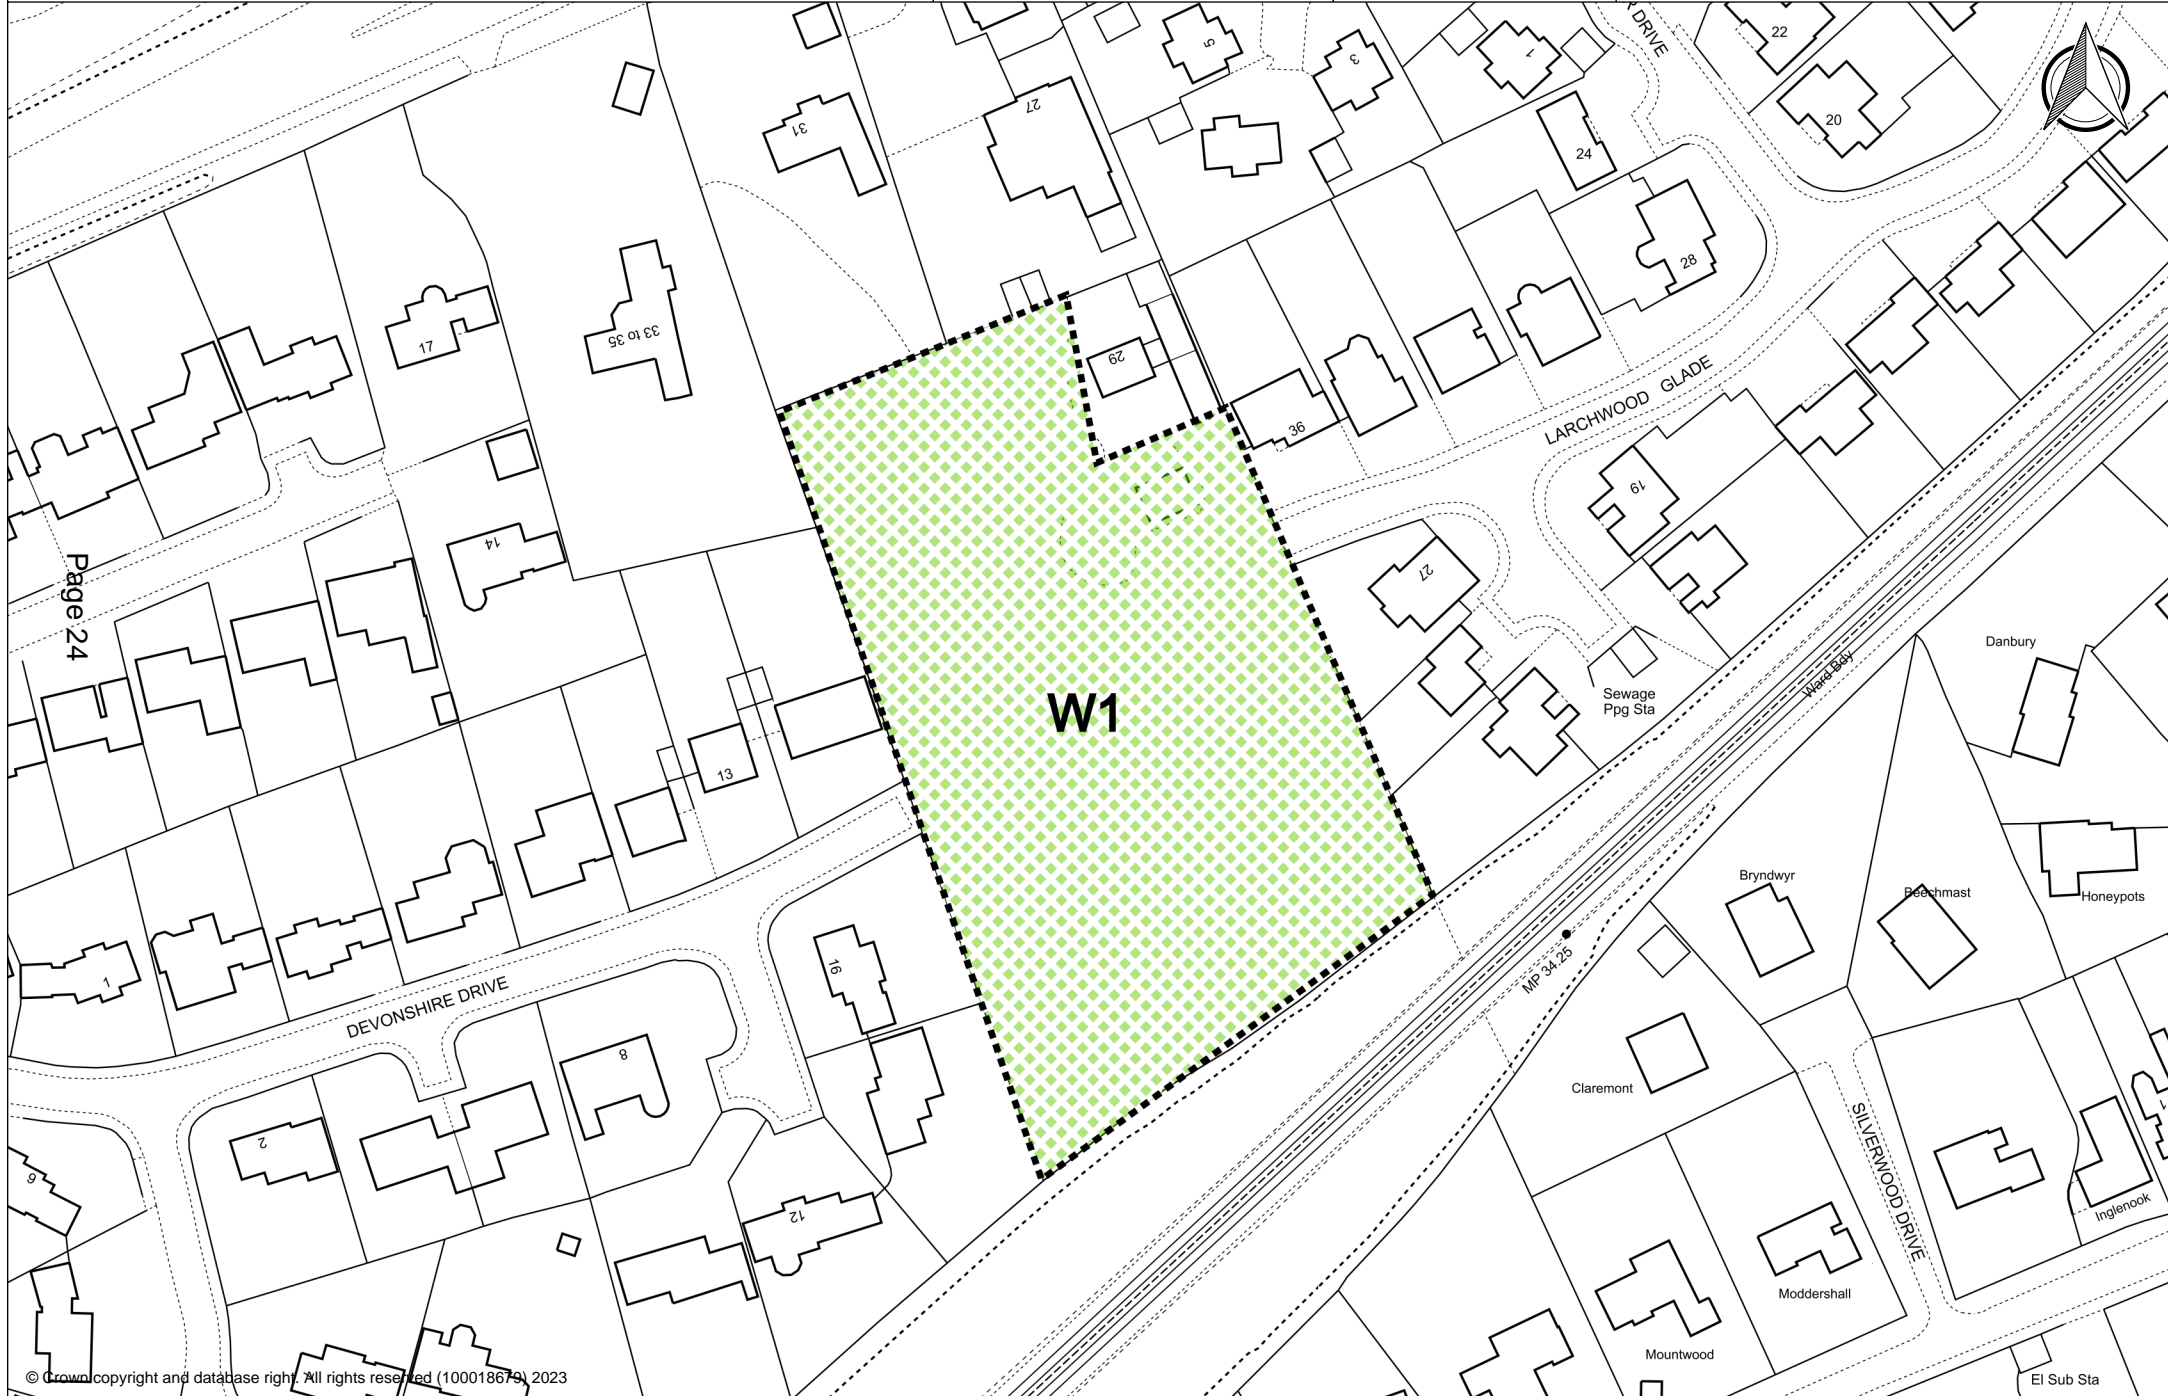 R DRIVE
22
5
3
1
20
31
27
24
28
33 to 35
17
29
36
LARCHWOOD GLADE
19
14
27
Page 24
Danbury
Ward Bdy
Sewage
Ppg Sta
W1
13
Bryndwyr
Beechmast
Honeypots
16
MP 34.25
1
DEVONSHIRE DRIVE
8
Claremont
SILVERWOOD DRIVE
2
9
12
Inglenook
Moddershall
Mountwood
© Crown copyright and database right. All rights reserved (100018679) 2023
El Sub Sta